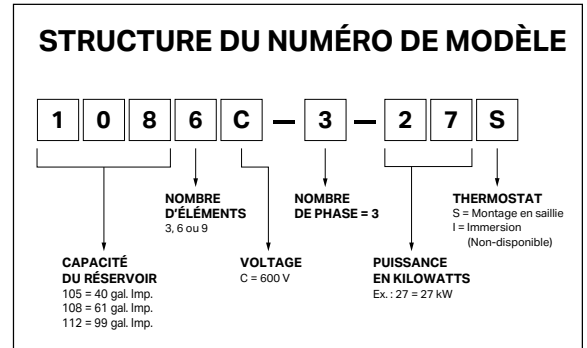 STRUCTURE DU NUMÉRO DE MODÈLE
1 0 8 6 C – 3 – 2 7 S
NOMBRE
D'ÉLÉMENTS
3, 6 ou 9
NOMBRE
DE PHASE = 3
THERMOSTAT
S = Montage en saillie
I = Immersion
(Non-disponible)
CAPACITÉ
DU RÉSERVOIR
105 = 40 gal. Imp.
108 = 61 gal. Imp.
112 = 99 gal. Imp.
VOLTAGE
C = 600 V
PUISSANCE
EN KILOWATTS
Ex. : 27 = 27 kW